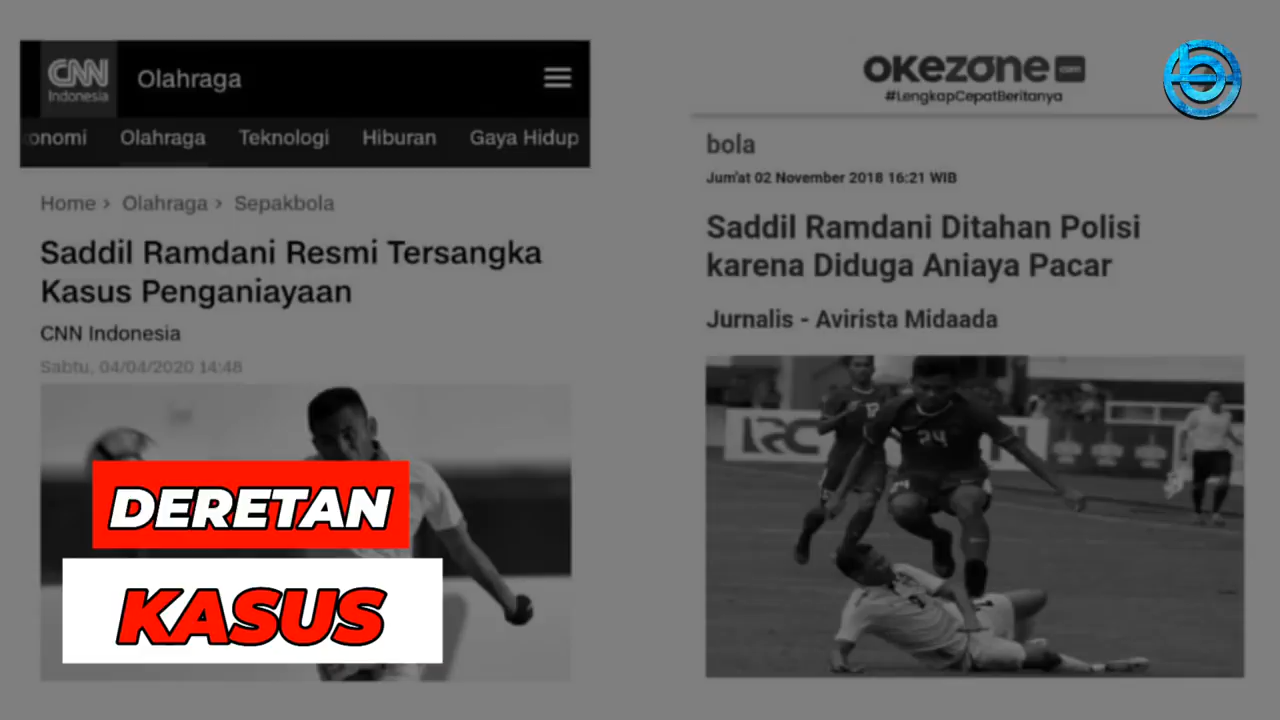 CNN
Indonesia
Olahraga
onomi Olahraga Teknologi Hiburan Gaya Hidup
Home › Olahraga › Sepakbola
Saddil Ramdani Resmi Tersangka
Kasus Penganiayaan
CNN Indonesia
Sabtu, 04/04/2020 14:48
DERETAN
KASUS
okezone.com
#LengkapCepatBeritanya
bola
Jum'at 02 November 2018 16:21 WIB
Saddil Ramdani Ditahan Polisi
karena Diduga Aniaya Pacar
Jurnalis - Avirista Midaada
24